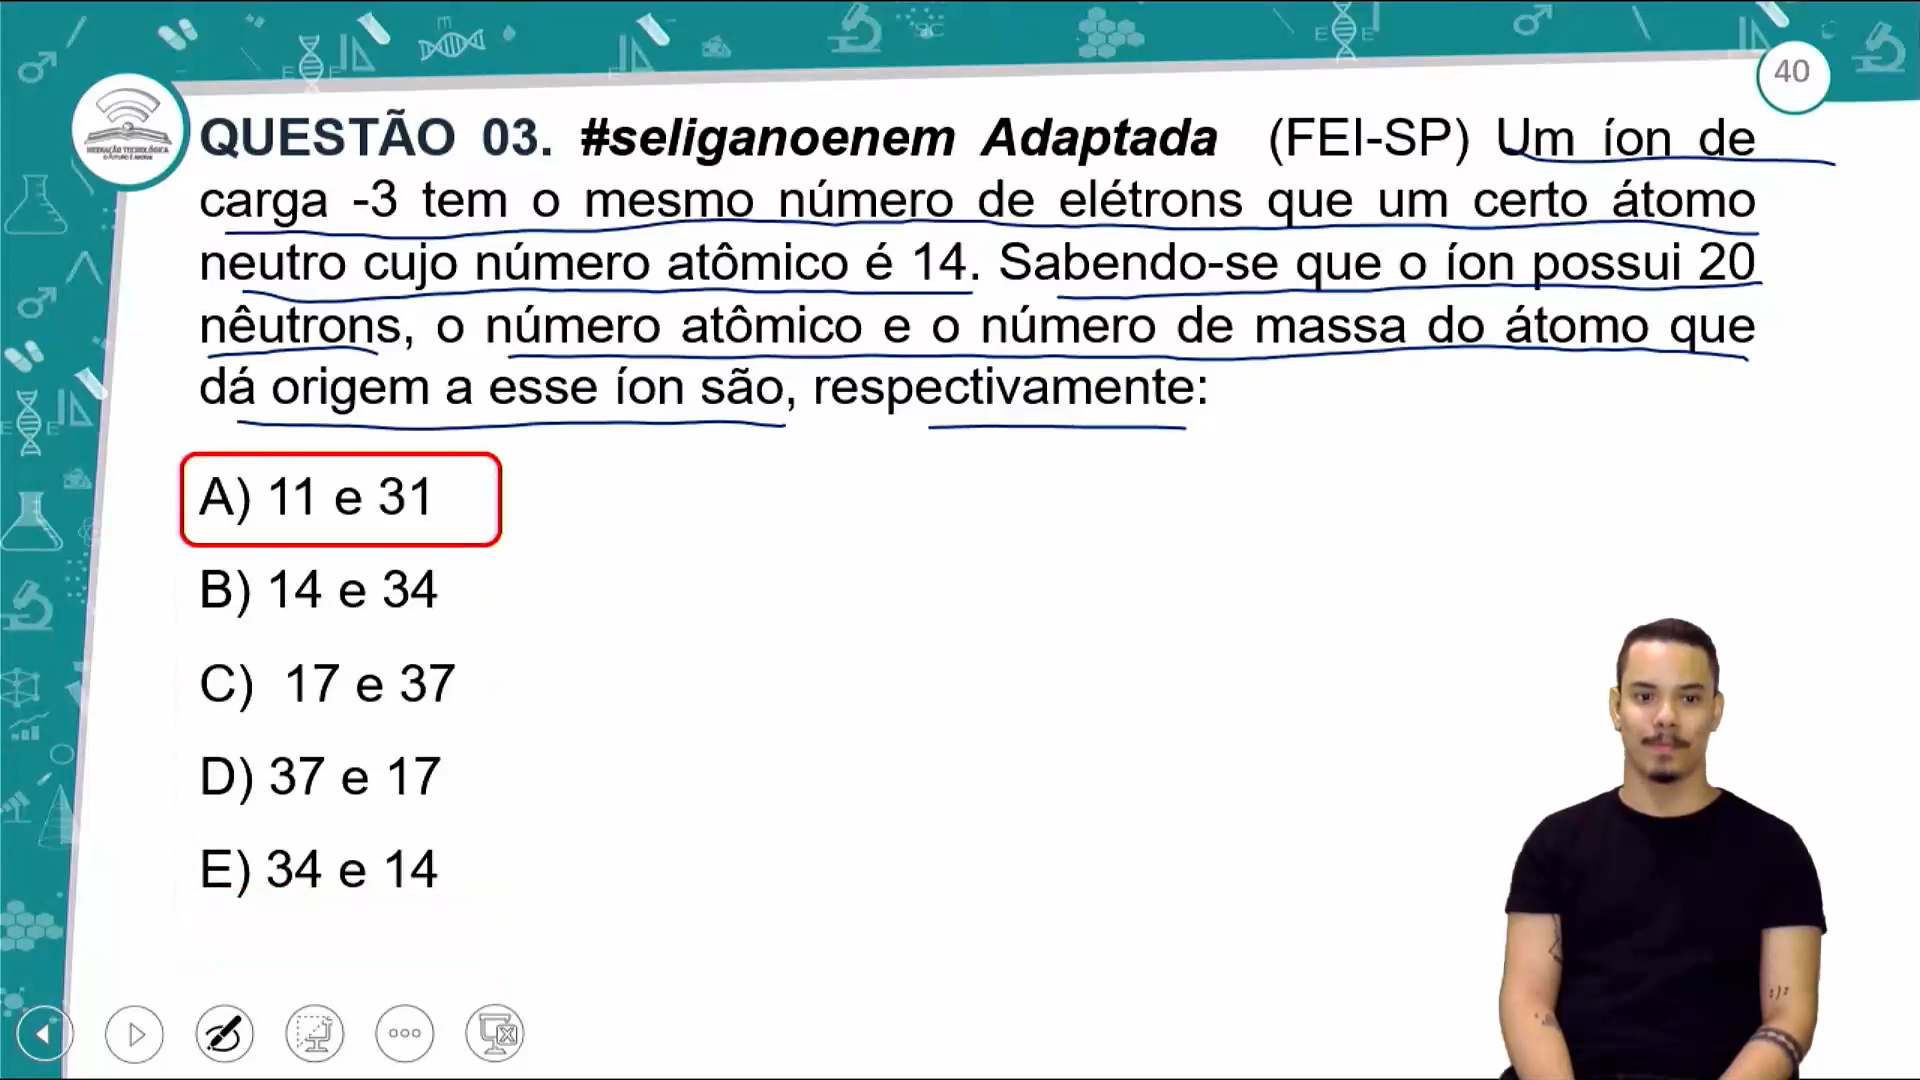 40
QUESTÃO 03. #seliganoenem Adaptada (FEI-SP) Um íon de
carga -3 tem o mesmo número de elétrons que um certo átomo
neutro cujo número atômico é 14. Sabendo-se que o íon possui 20
nêutrons, o número atômico e o número de massa do átomo que
dá origem a esse íon são, respectivamente:
A) 11 e 31
B) 14 e 34
C) 17 e 37
D) 37 e 17
E) 34 e 14
MEDIAÇÃO TECNOLÓGICA